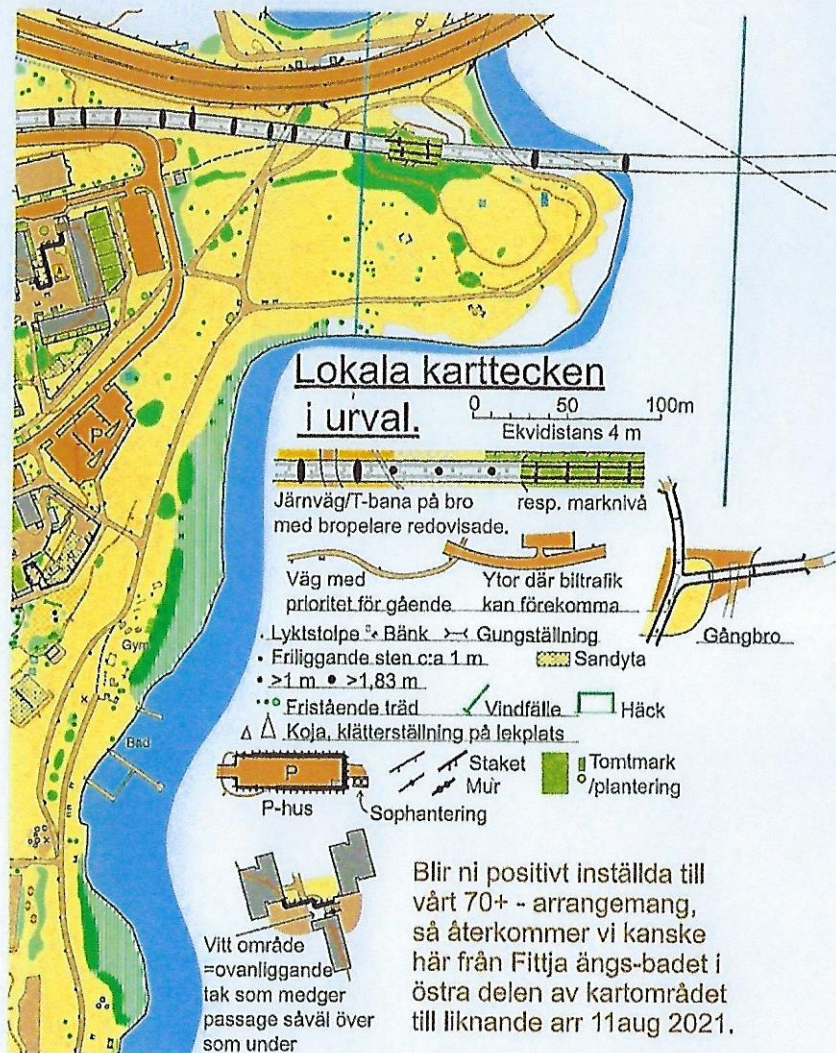 P
Gym
Bad
Lokala karttecken
i urval.
0 50 100m
Ekvidistans 4 m
Järnväg/T-bana på bro resp. marknivå
med bropelare redovisade.
Väg med Ytor där biltrafik
prioritet för gående kan förekomma
Gångbro
Lyktstolpe Bänk Gungställning
Friliggande sten c:a 1 m Sandyta
>1 m >1,83 m
Fristående träd Vindfälle Häck
Koja, klätterställning på lekplats
P
Staket Tomtmark
Mur /plantering
P-hus Sophantering
Vitt område
=ovanliggande
tak som medger
passage såväl över
som under
Blir ni positivt inställda till
vårt 70+ - arrangemang,
så återkommer vi kanske
här från Fittja ängs-badet i
östra delen av kartområdet
till liknande arr 11aug 2021.